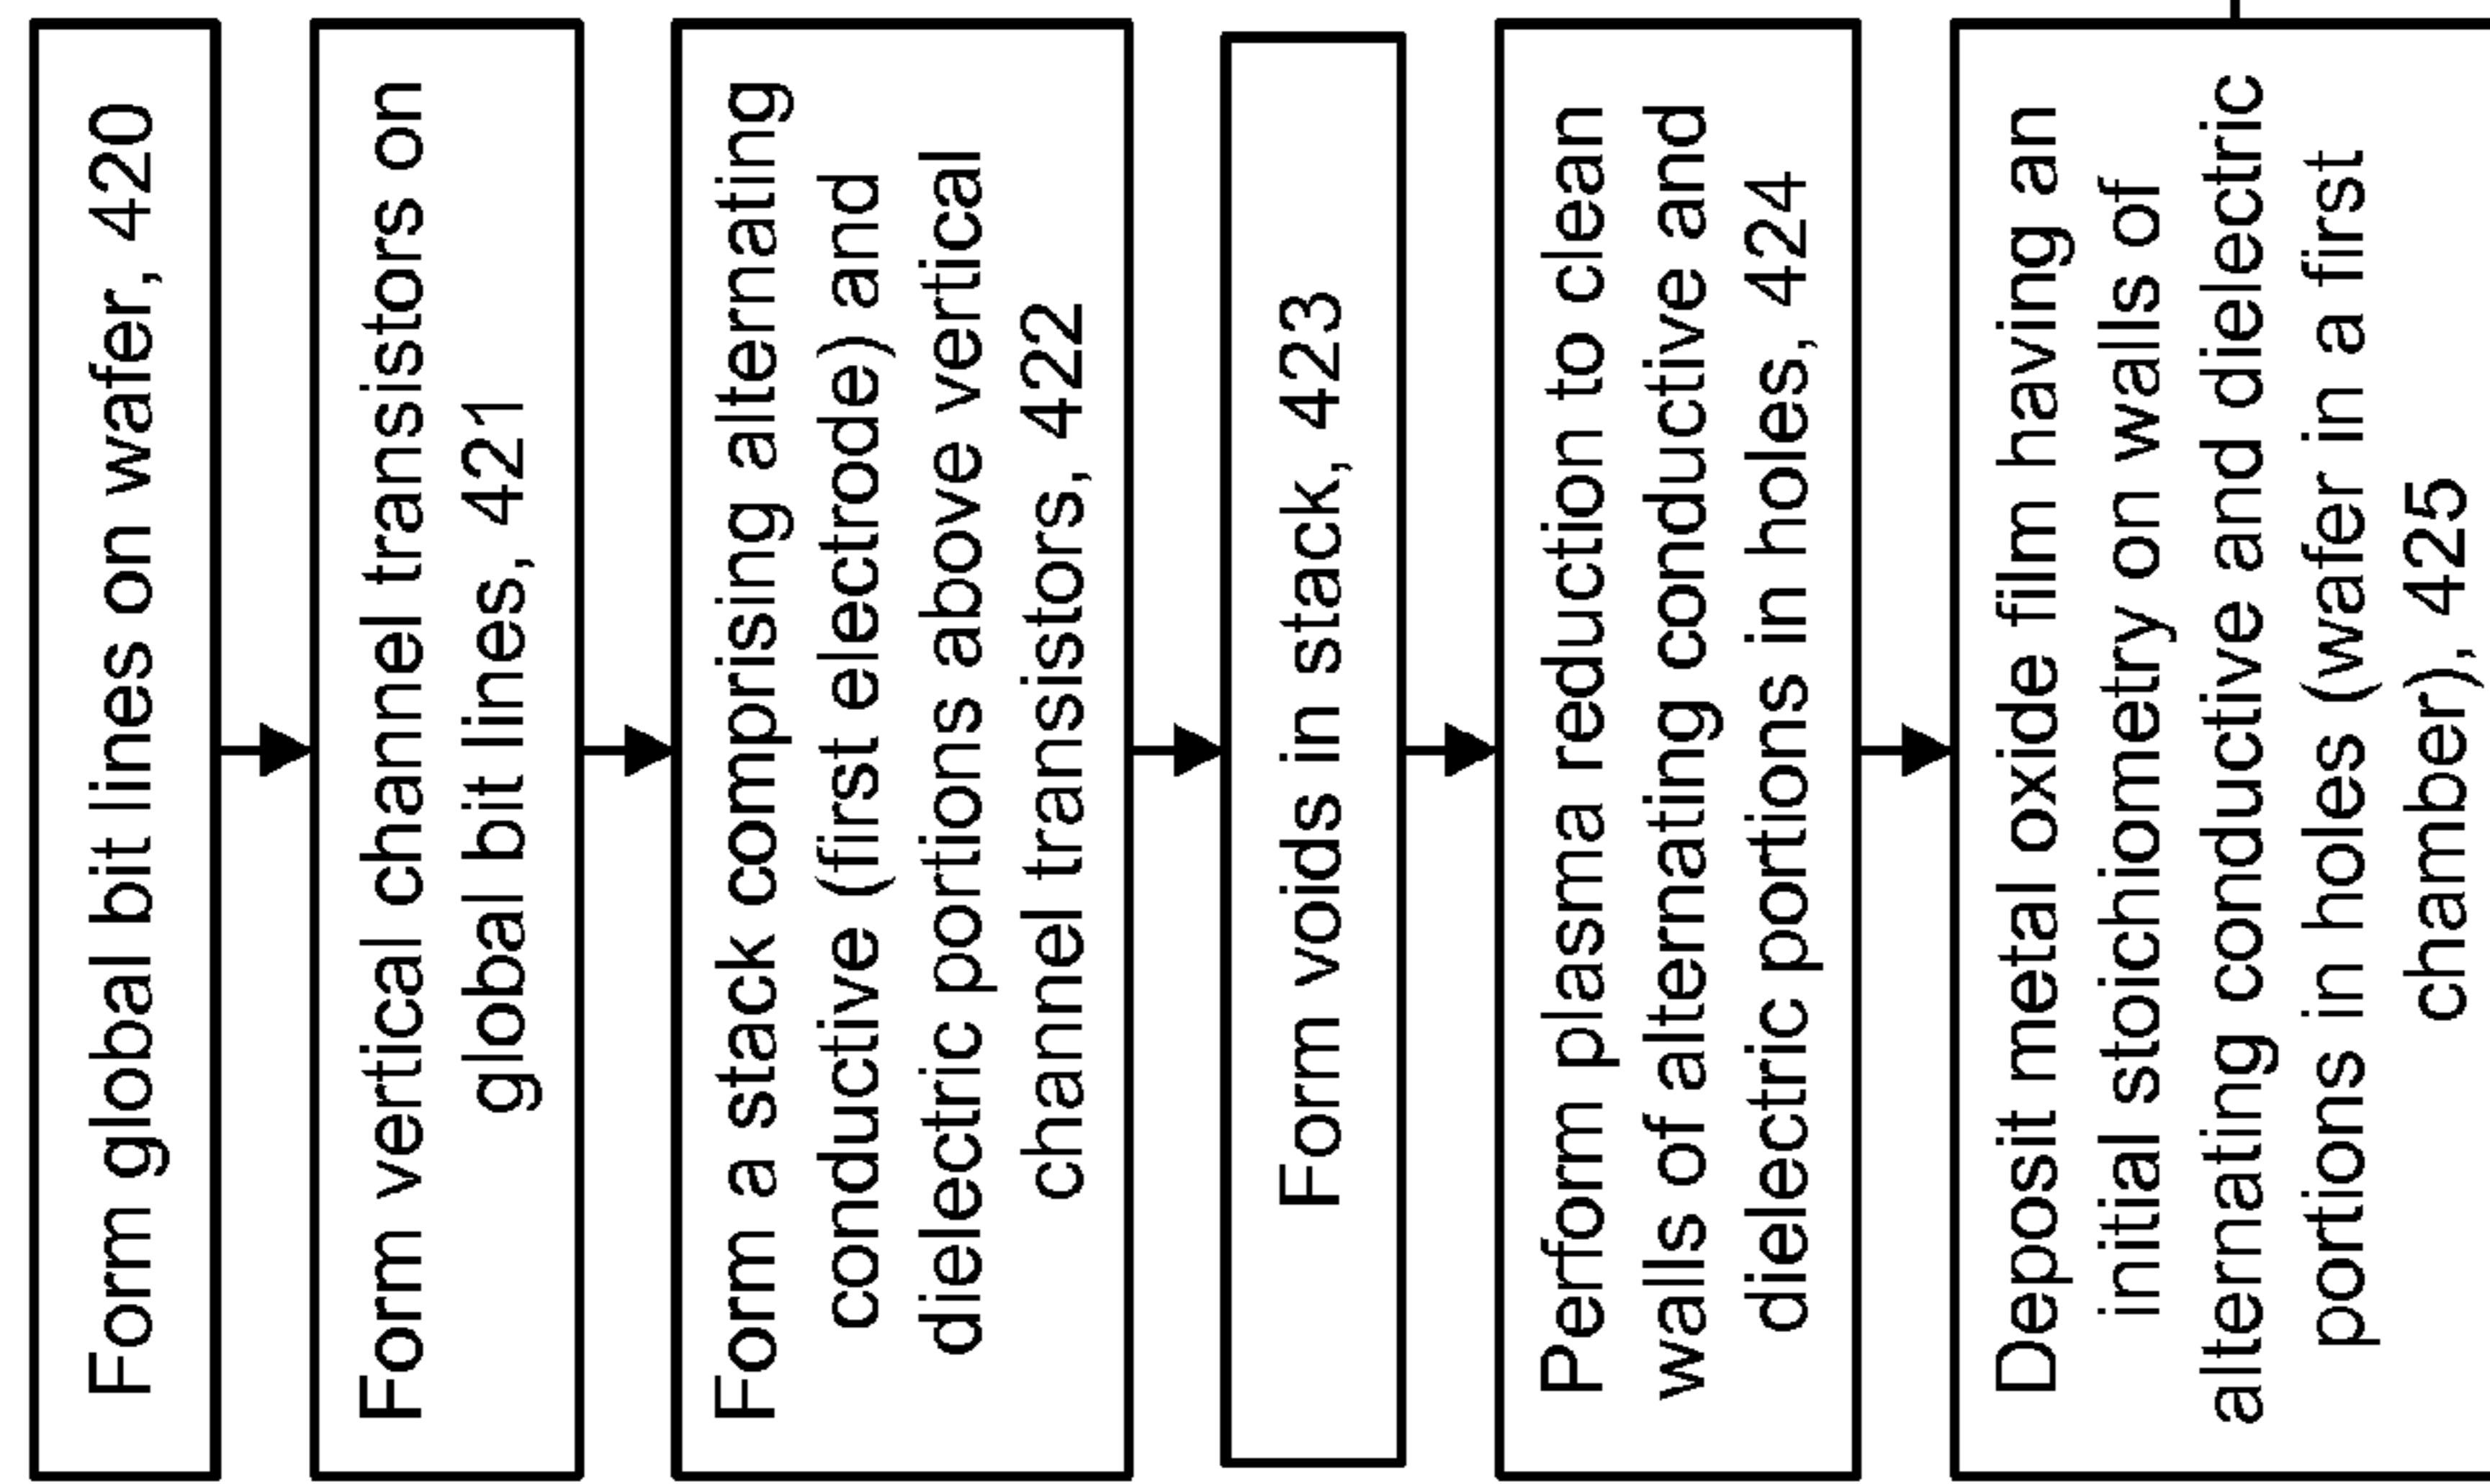 Form global bit lines on wafer, 420
Form vertical channel transistors on
global bit lines, 421
Form a stack comprising alternating
conductive (first electrode) and
dielectric portions above vertical
channel transistors, 422
Form voids in stack, 423
Perform plasma reduction to clean
walls of alternating conductive and
dielectric portions in holes, 424
Deposit metal oxide film having an
initial stoichiometry on walls of
alternating conductive and dielectric
portions in holes (wafer in a first
chamber), 425